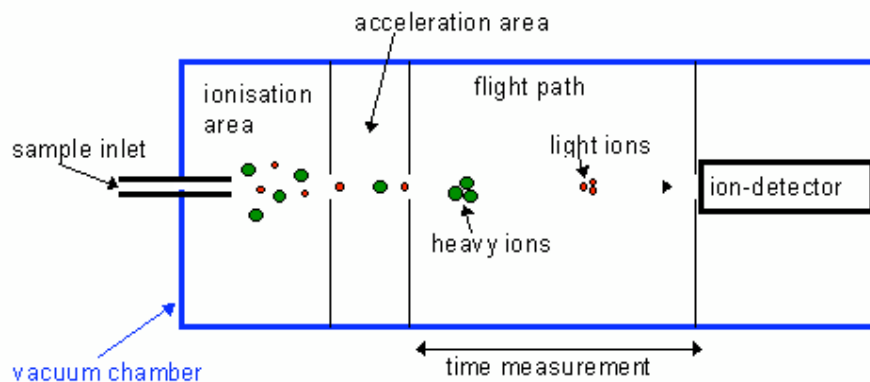 acceleration area
ionisation
area
flight path
sample inlet
light ions
ion-detector
heavy ions
vacuum chamber
time measurement